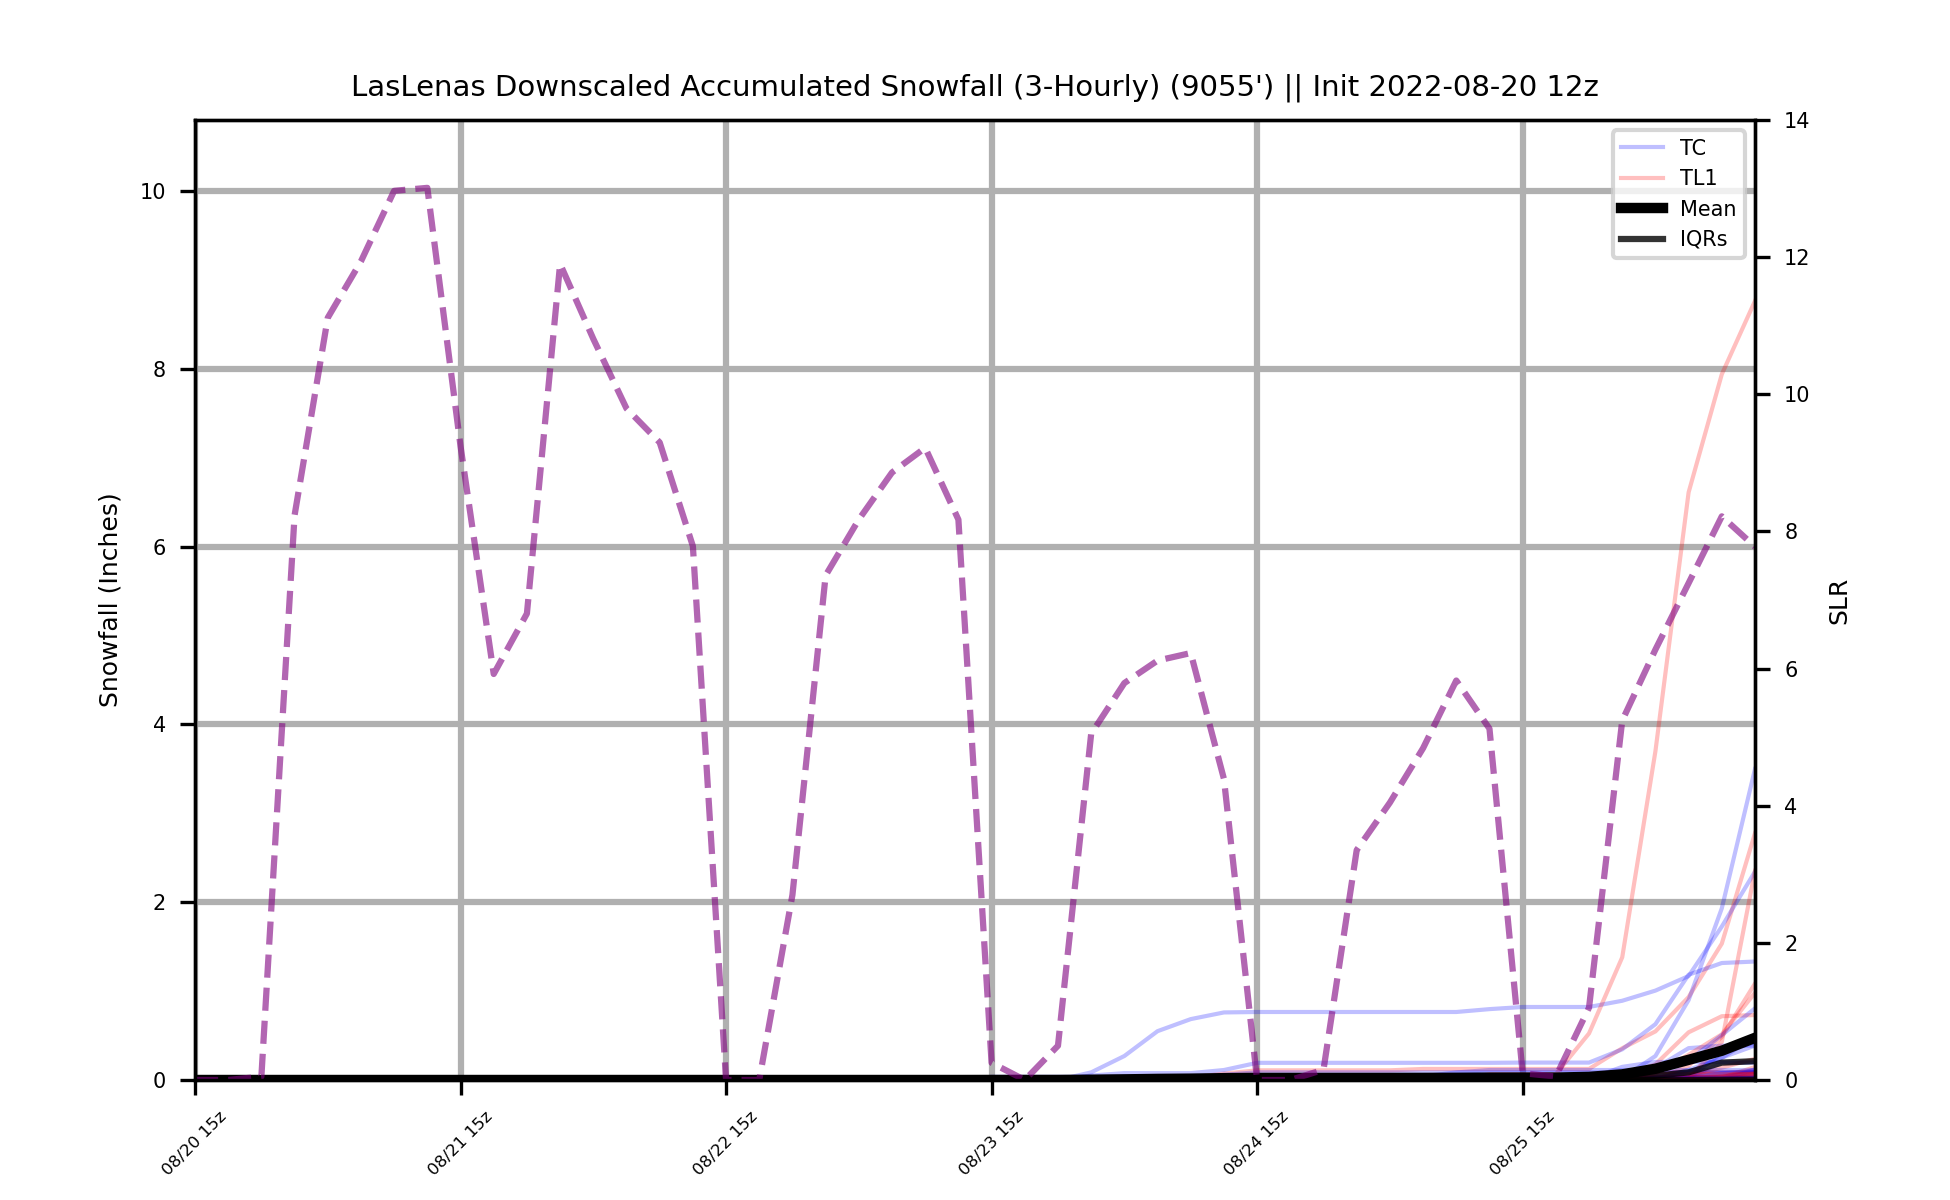 LasLenas Downscaled Accumulated Snowfall (3-Hourly) (9055') || Init 2022-08-20 12z
TC
TL1
Mean
IQRs
Snowfall (Inches)
10
8
6
4
2
0
14
12
10
8
6
4
2
0
SLR
08/20 15z
08/21 15z
08/22 15z
08/23 15z
08/24 15z
08/25 15z